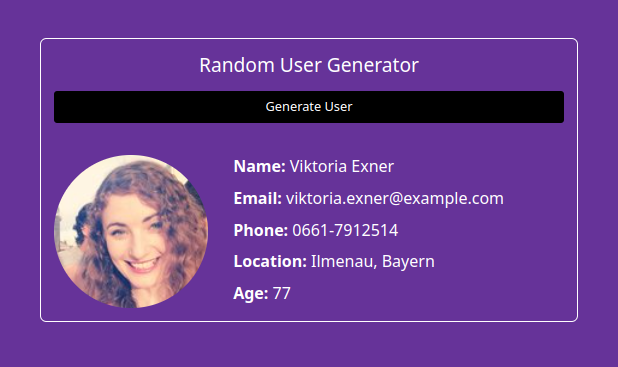 Random User Generator
Generate User
Name: Viktoria Exner
Email: viktoria.exner@example.com
Phone: 0661-7912514
Location: Ilmenau, Bayern
Age: 77